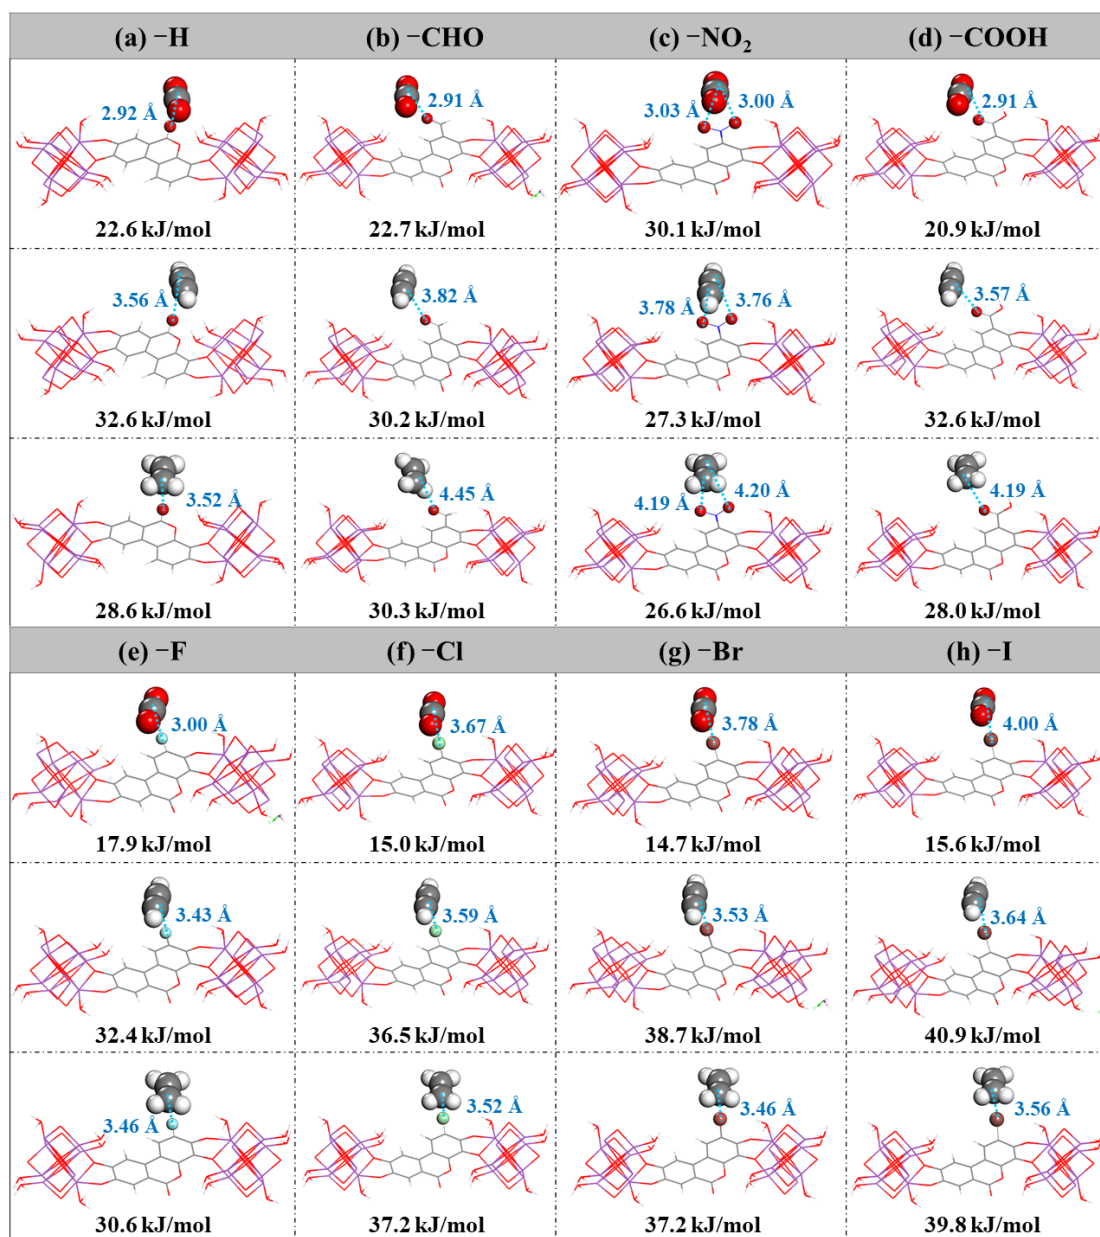 (a) −H (b) −CHO (c) −NO₂ (d) −COOH
2.92 Å 2.91 Å 3.03 Å 3.00 Å 2.91 Å
22.6 kJ/mol 22.7 kJ/mol 30.1 kJ/mol 20.9 kJ/mol
3.56 Å 3.82 Å 3.78 Å 3.76 Å 3.57 Å
32.6 kJ/mol 30.2 kJ/mol 27.3 kJ/mol 32.6 kJ/mol
3.52 Å 4.45 Å 4.19 Å 4.20 Å 4.19 Å
28.6 kJ/mol 30.3 kJ/mol 26.6 kJ/mol 28.0 kJ/mol
(e) −F (f) −Cl (g) −Br (h) −I
3.00 Å 3.67 Å 3.78 Å 4.00 Å
17.9 kJ/mol 15.0 kJ/mol 14.7 kJ/mol 15.6 kJ/mol
3.43 Å 3.59 Å 3.53 Å 3.64 Å
32.4 kJ/mol 36.5 kJ/mol 38.7 kJ/mol 40.9 kJ/mol
3.46 Å 3.52 Å 3.46 Å 3.56 Å
30.6 kJ/mol 37.2 kJ/mol 37.2 kJ/mol 39.8 kJ/mol